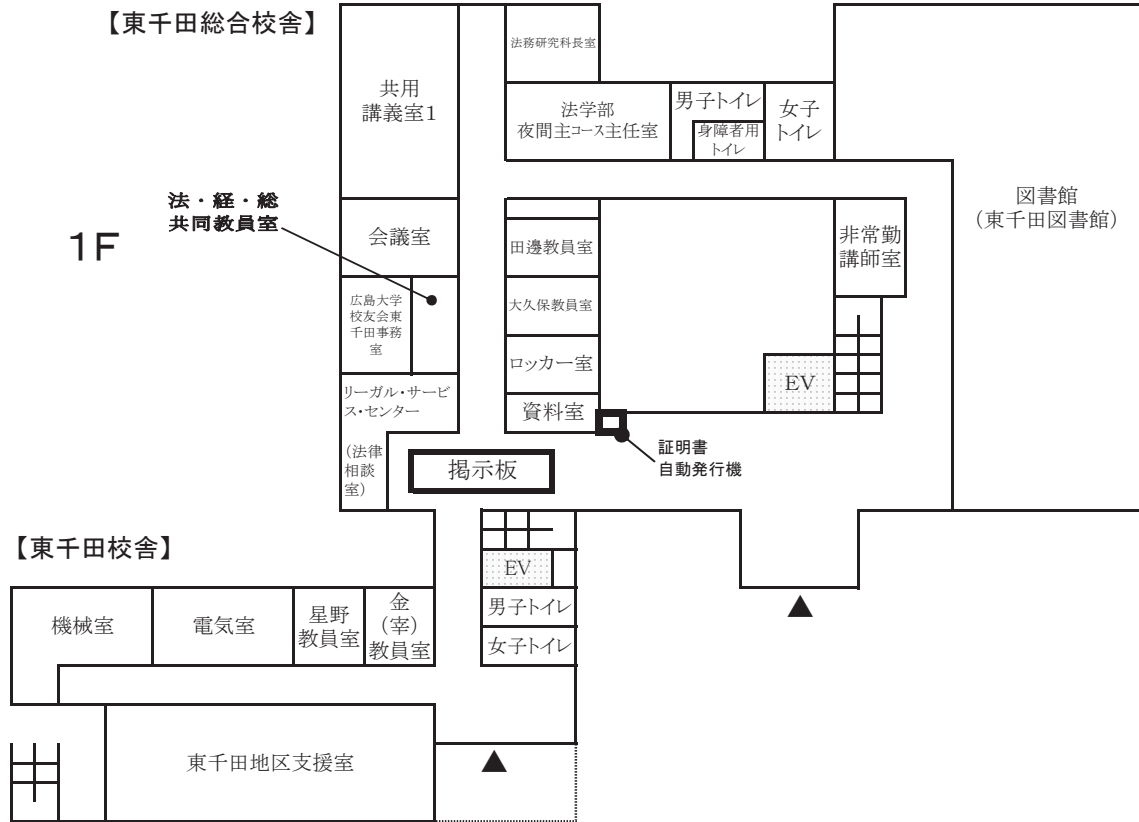 【東千田総合校舎】
法務研究科長室
共用
講義室1
法学部
夜間主コース主任室
男子トイレ
身障者用
トイレ
女子
トイレ
図書館
(東千田図書館)
法・経・総
共同教員室
1F
会議室
田邊教員室
非常勤
講師室
広島大学
校友会東
千田事務
室
大久保教員室
ロッカー室
EV
リーガル・サービ
ス・センター
(法律
相談
室)
資料室
証明書
自動発行機
掲示板
【東千田校舎】
EV
機械室
電気室
星野
教員室
金
(宰)
教員室
男子トイレ
女子トイレ
東千田地区支援室